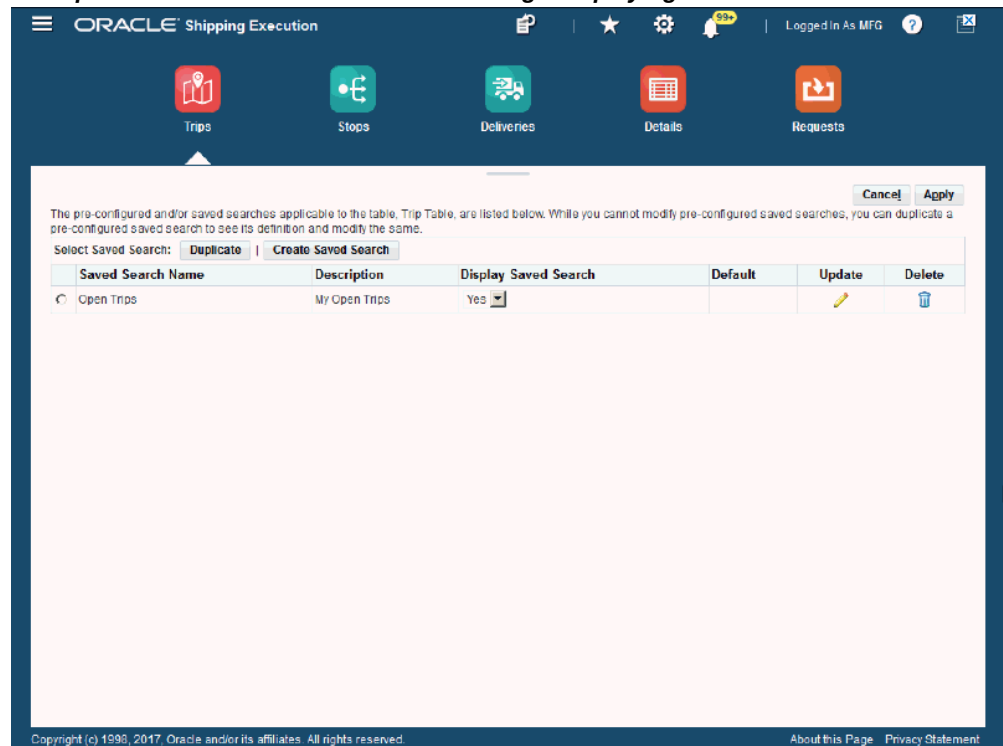 ORACLE Shipping Execution
99+
Logged In As MFG
?
Trips
Stops
Deliveries
Details
Requests
Cancel Apply
The pre-configured and/or saved searches applicable to the table, Trip Table, are listed below. While you cannot modify pre-configured saved searches, you can duplicate a
pre-configured saved search to see its definition and modify the same.
Select Saved Search: Duplicate | Create Saved Search
Saved Search Name Description Display Saved Search Default Update Delete
Open Trips My Open Trips Yes
Copyright (c) 1998, 2017, Oracle and/or its affiliates. All rights reserved. About this Page Privacy Statement